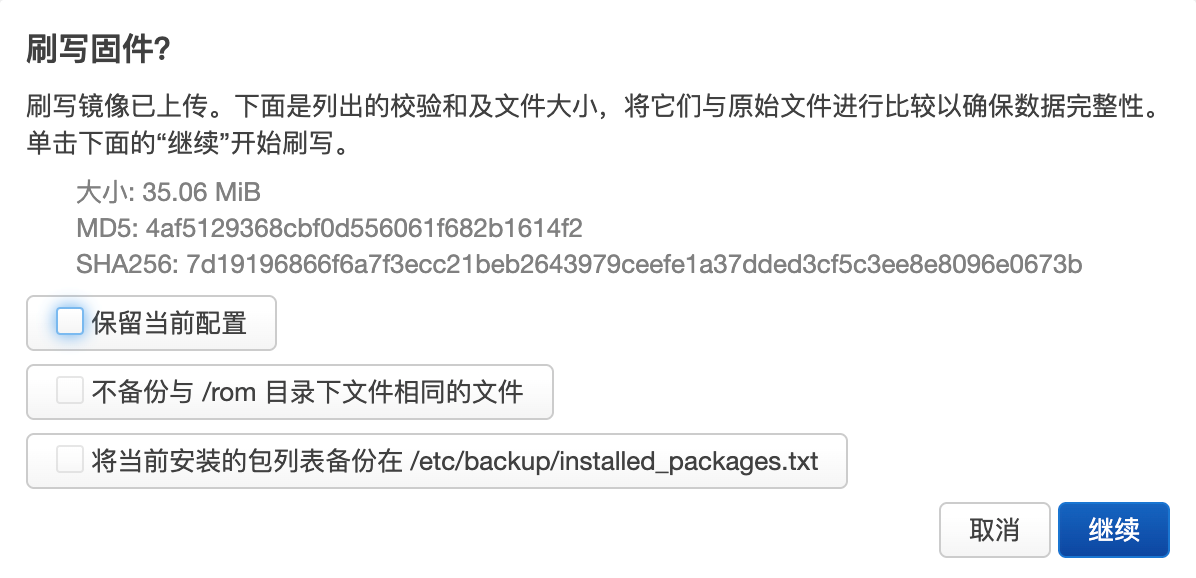 刷写固件?
刷写镜像已上传。下面是列出的校验和及文件大小，将它们与原始文件进行比较以确保数据完整性。
单击下面的“继续”开始刷写。
大小: 35.06 MiB
MD5: 4af5129368cbf0d556061f682b1614f2
SHA256: 7d19196866f6a7f3ecc21beb2643979ceefe1a37dded3cf5c3ee8e8096e0673b
保留当前配置
不备份与 /rom 目录下文件相同的文件
将当前安装的包列表备份在 /etc/backup/installed_packages.txt
取消 继续